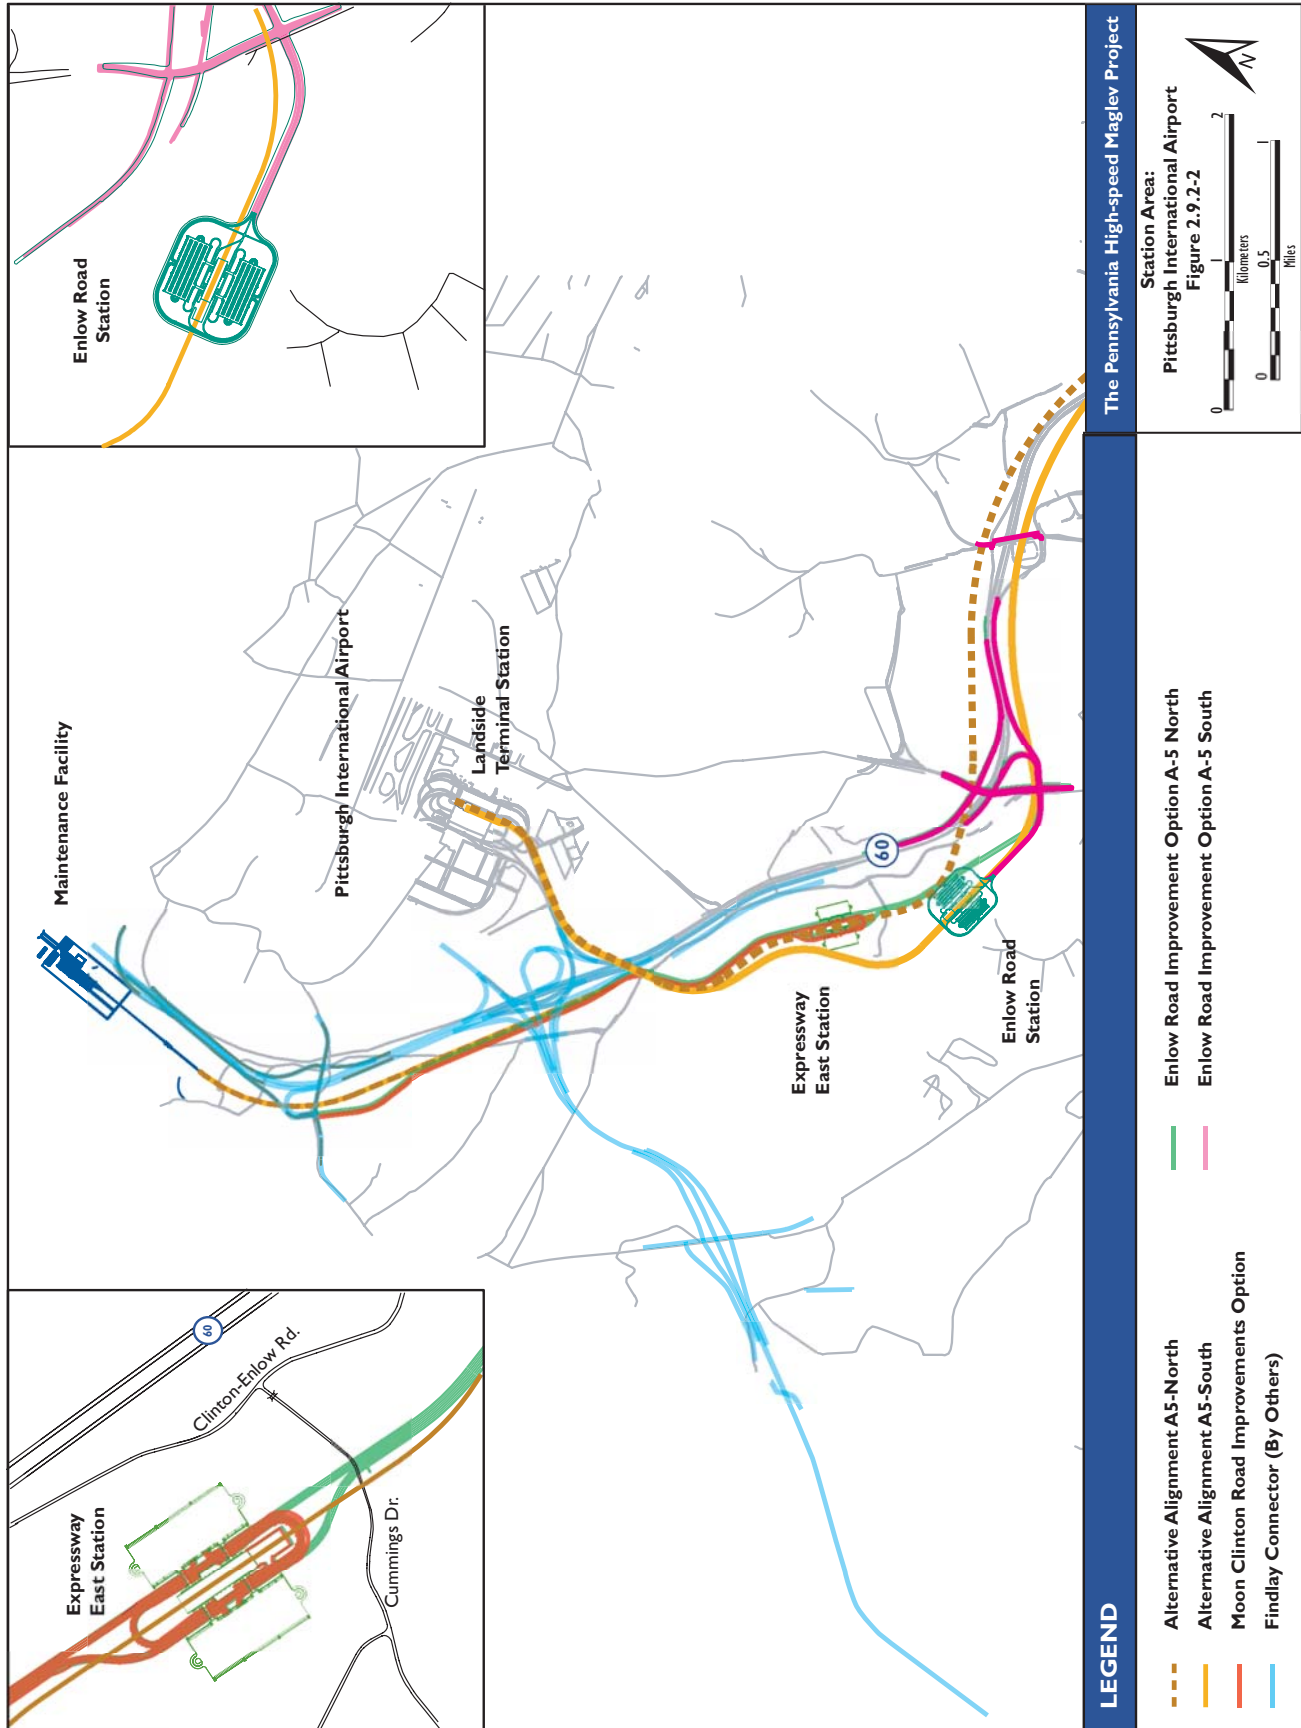 Expressway
East Station
60
Clinton-Enlow Rd.
Cummings Dr.
Maintenance Facility
Pittsburgh International Airport
Landside
Terminal Station
60
Expressway
East Station
Enlow Road
Station
Enlow Road
Station
LEGEND
Alternative Alignment A5-North
Alternative Alignment A5-South
Moon Clinton Road Improvements Option
Findlay Connector (By Others)
Enlow Road Improvement Option A-5 North
Enlow Road Improvement Option A-5 South
The Pennsylvania High-speed Maglev Project
Station Area:
Pittsburgh International Airport
Figure 2.9.2-2
0 1 2
Kilometers
0 0.5 1
Miles
N